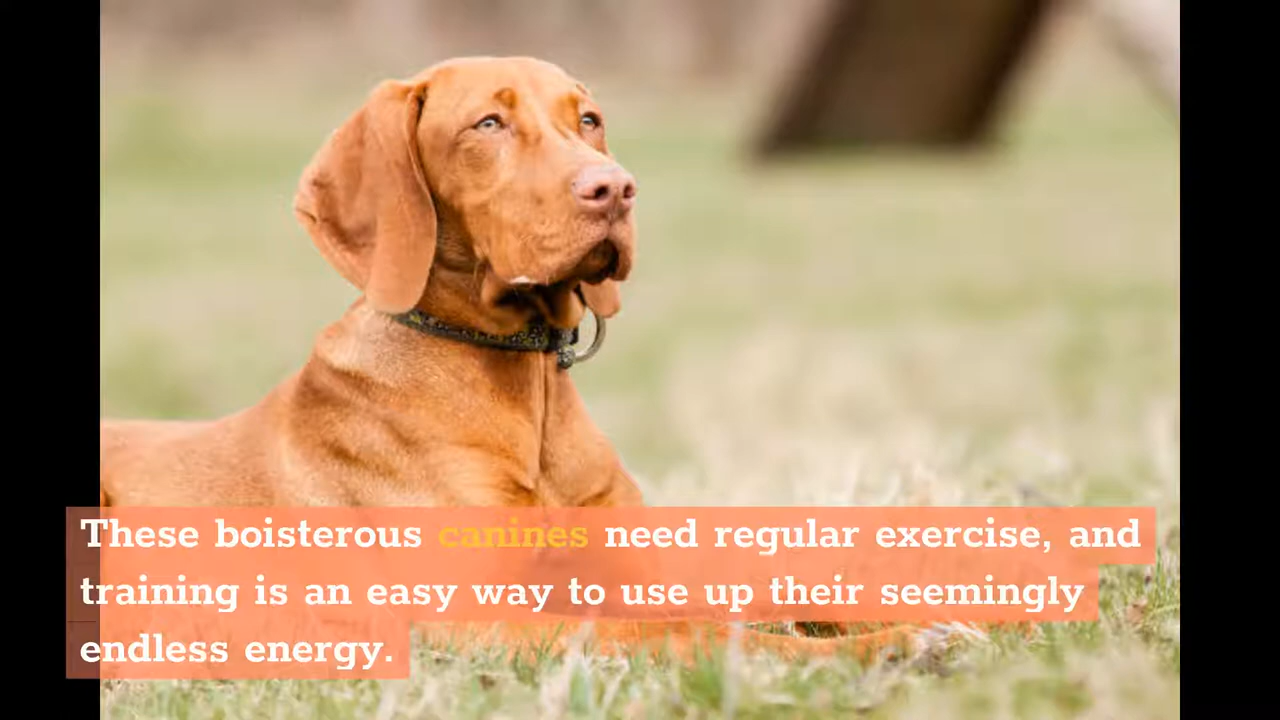 These boisterous canines need regular exercise, and
training is an easy way to use up their seemingly
endless energy.